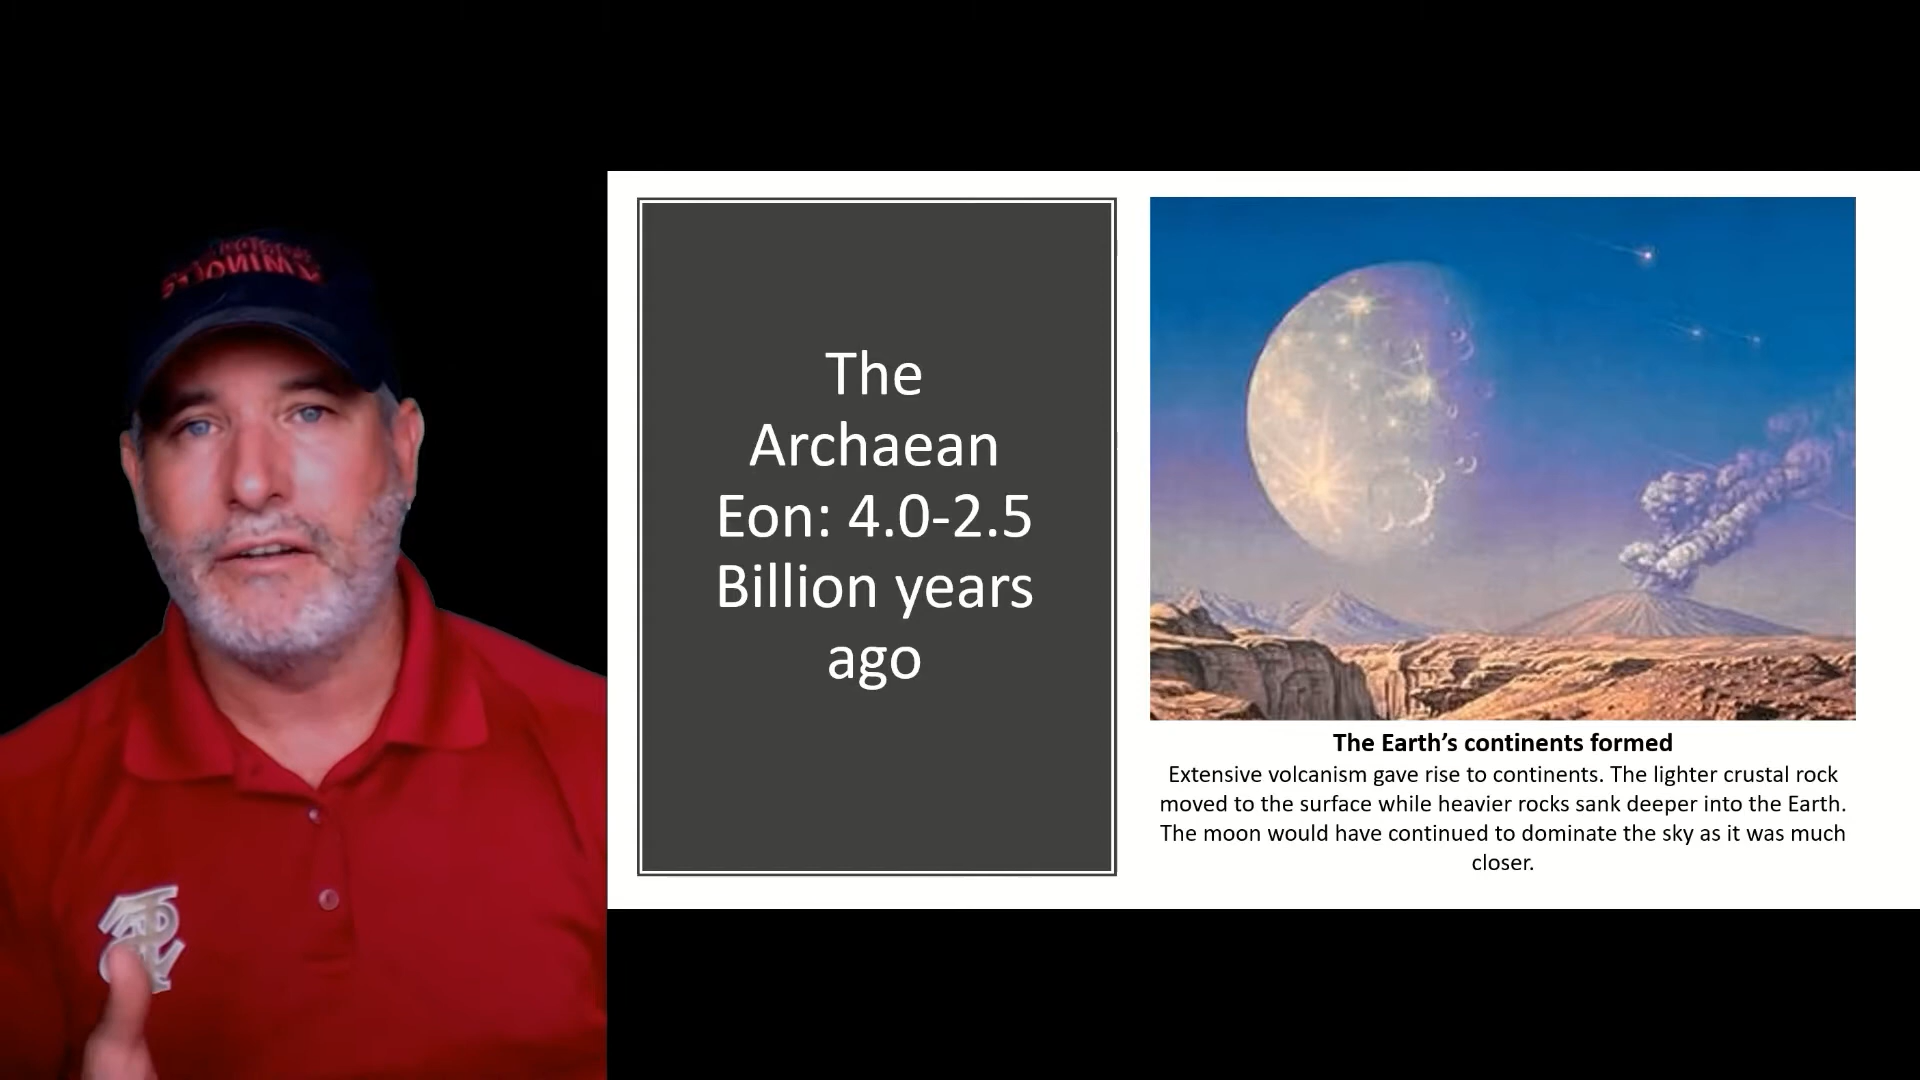 The
Archaean
Eon: 4.0-2.5
Billion years
ago
The Earth’s continents formed
Extensive volcanism gave rise to continents. The lighter crustal rock
moved to the surface while heavier rocks sank deeper into the Earth.
The moon would have continued to dominate the sky as it was much
closer.